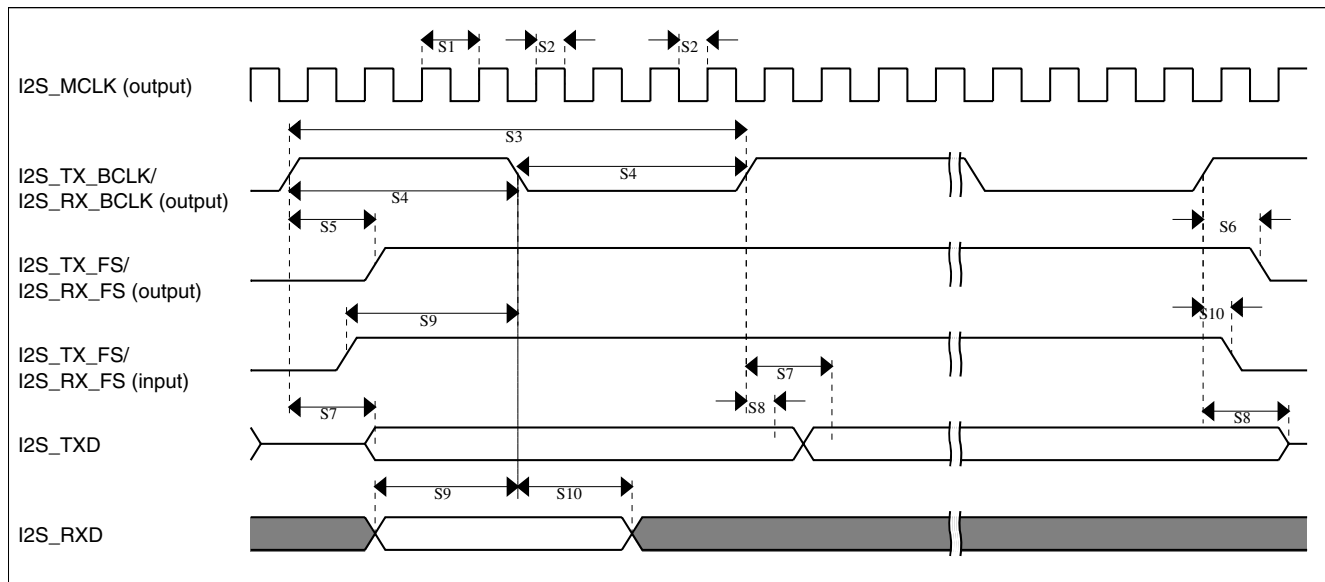 S1
S2
S2
I2S_MCLK (output)
S3
I2S_TX_BCLK/
I2S_RX_BCLK (output)
S4
S4
S5
S6
I2S_TX_FS/
I2S_RX_FS (output)
S10
S9
I2S_TX_FS/
I2S_RX_FS (input)
S7
S7
S8
S8
I2S_TXD
S9
S10
I2S_RXD